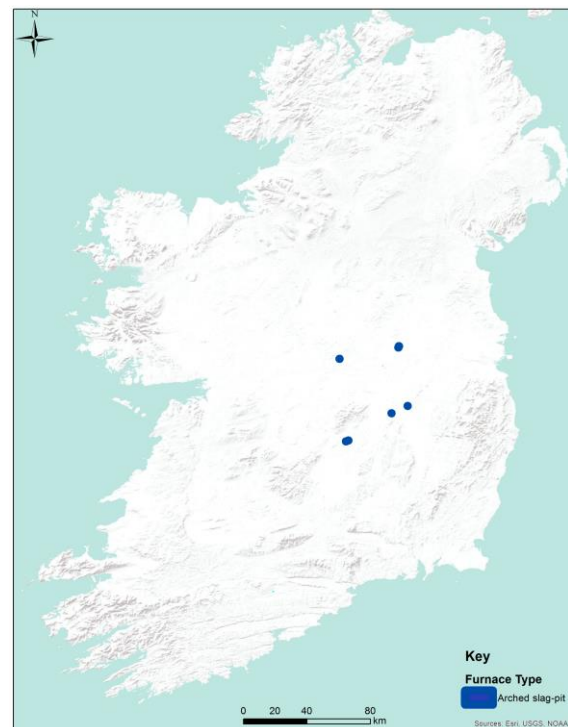 N
Key
Furnace Type
Arched slag-pit
0 20 40 80
km
Sources: Esri, USGS, NOAA